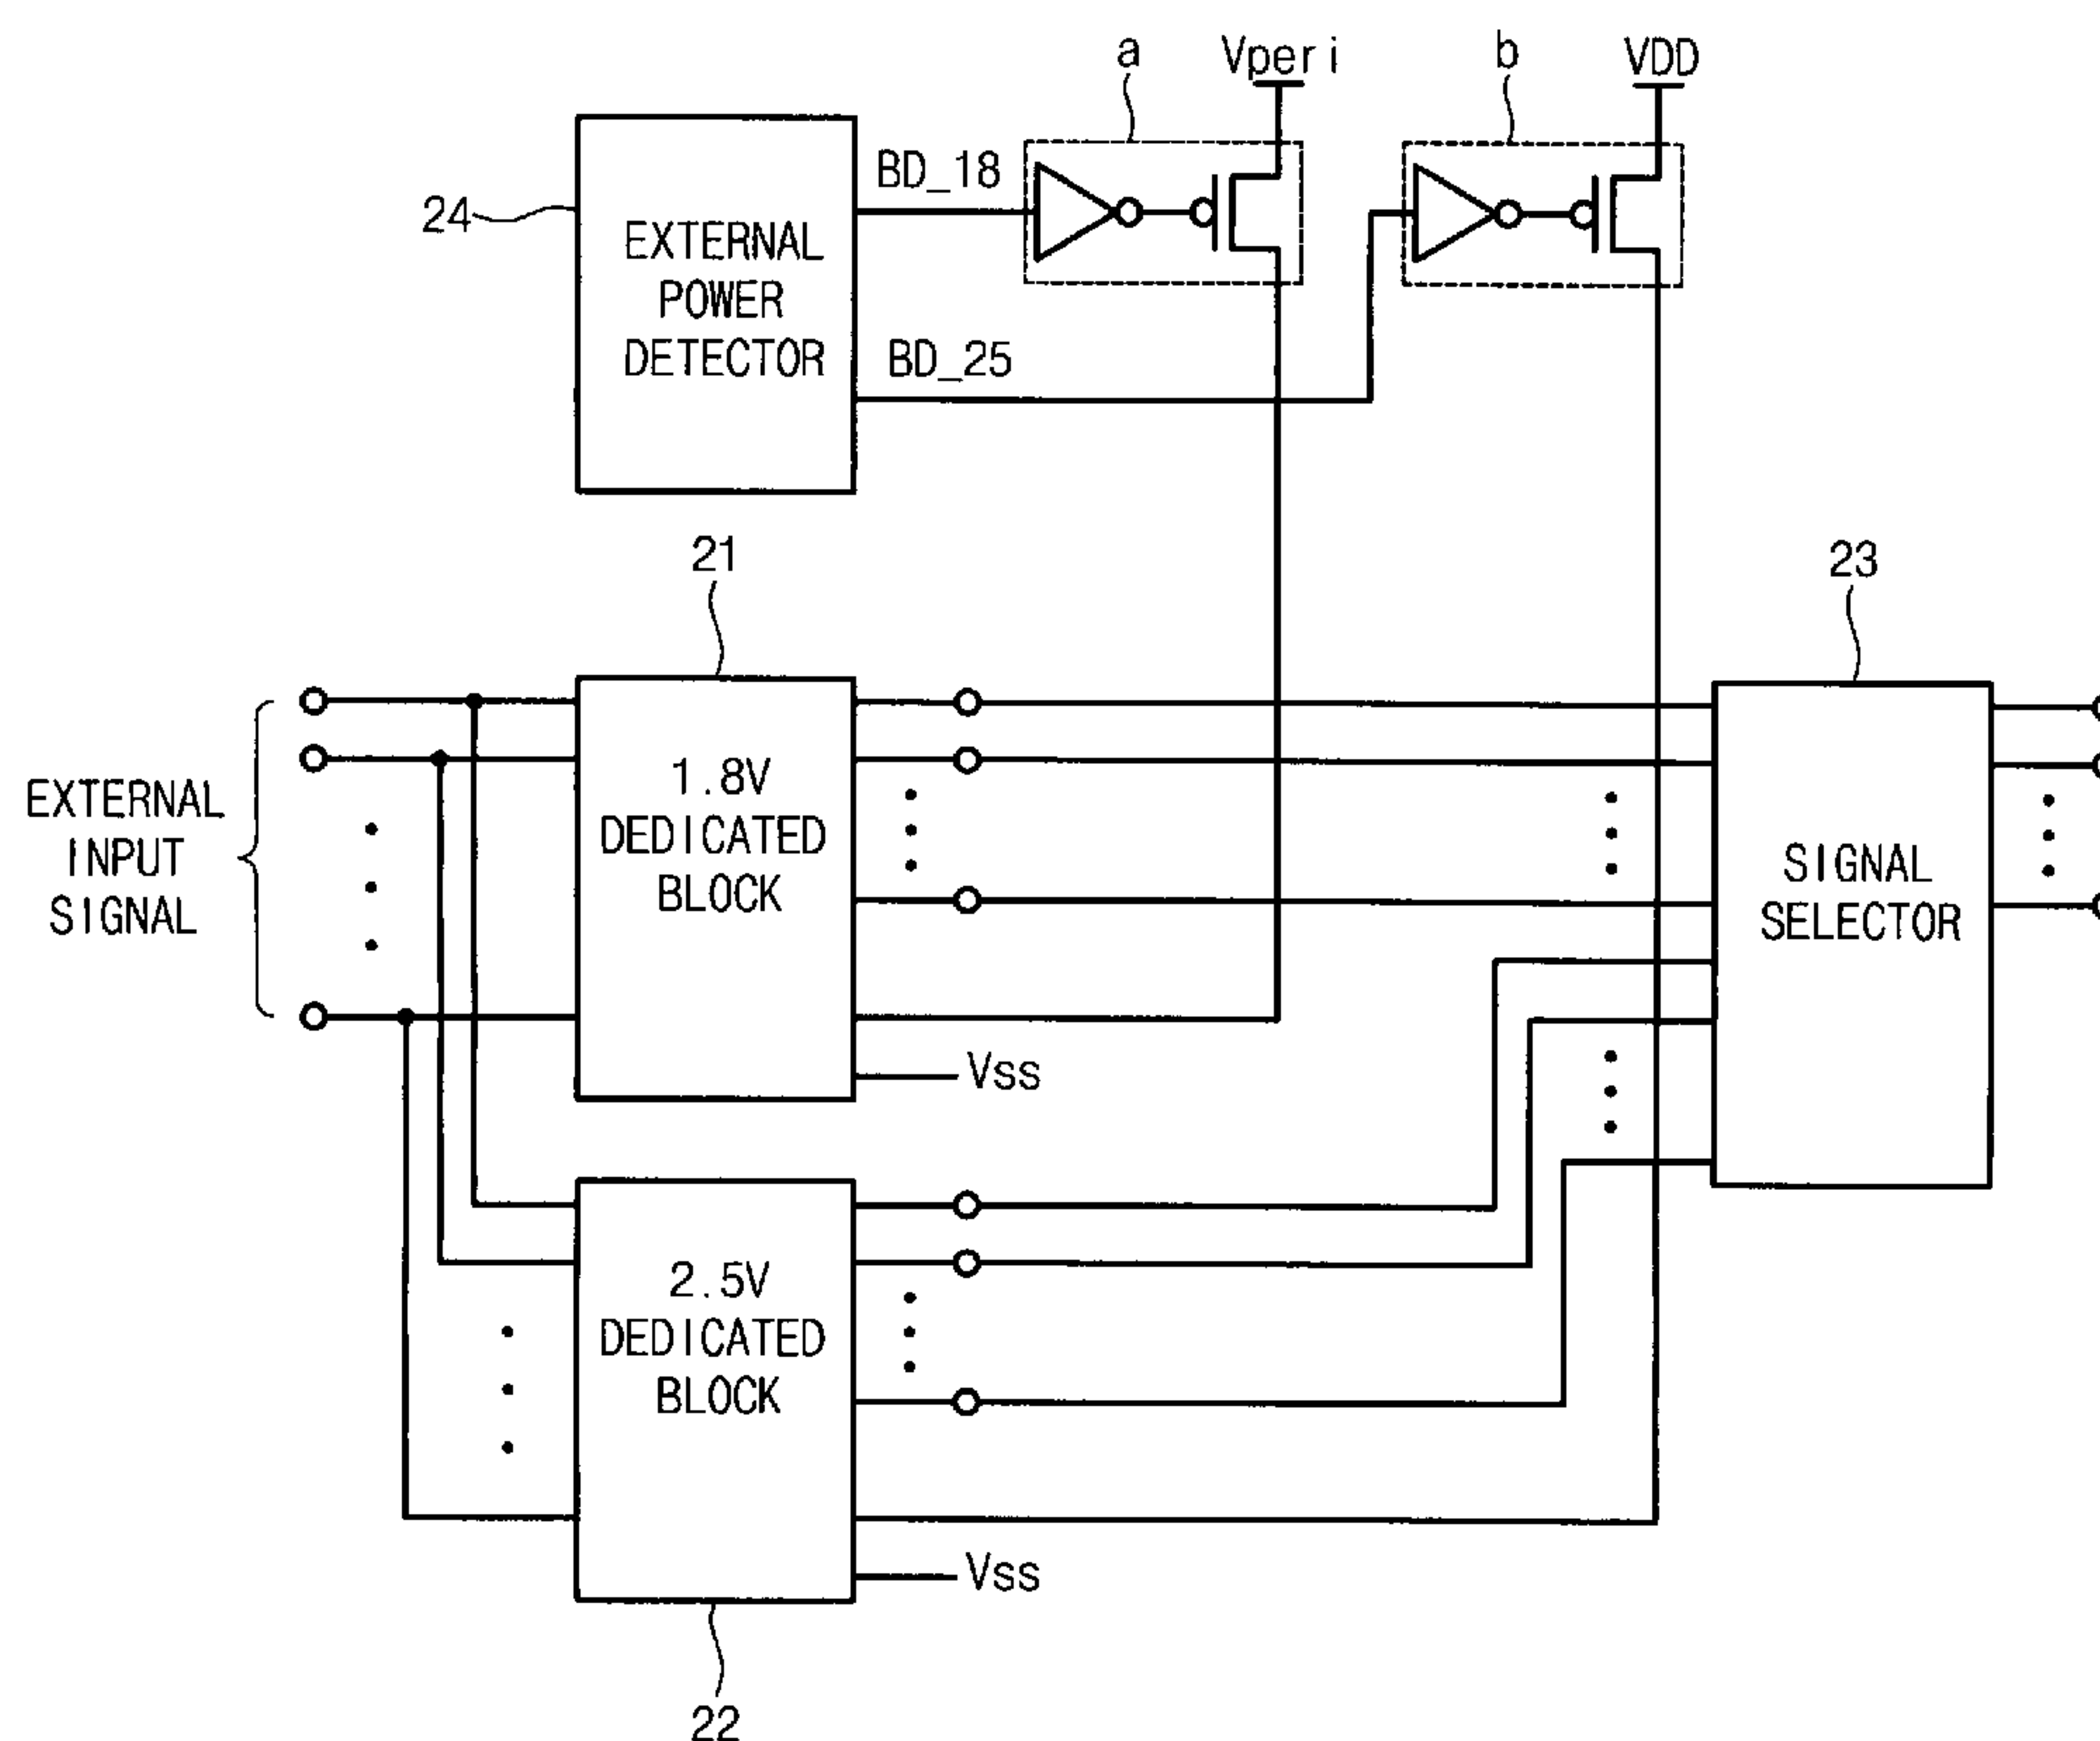 a
Vperi
b
VDD
BD_18
24
EXTERNAL
POWER
DETECTOR
BD_25
21
23
EXTERNAL
INPUT
SIGNAL
1.8V
DEDICATED
BLOCK
SIGNAL
SELECTOR
Vss
2.5V
DEDICATED
BLOCK
Vss
22